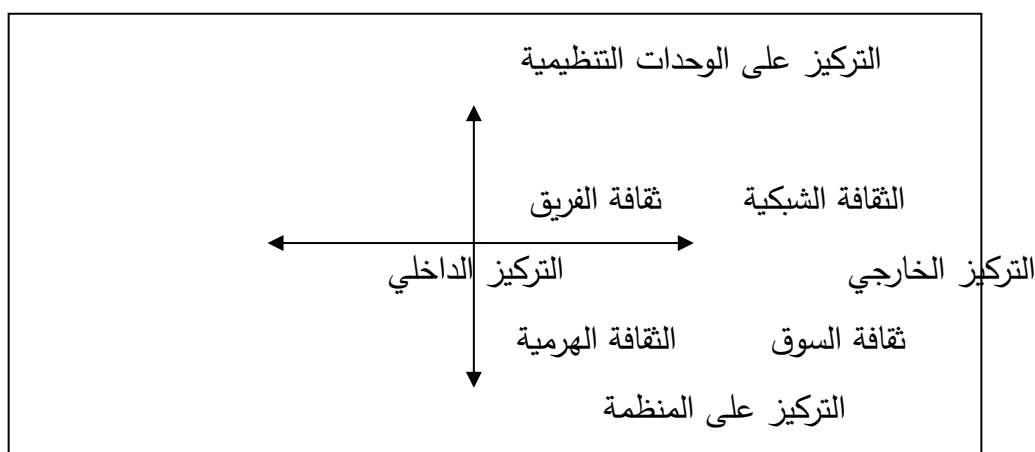 التركيز على الوحدات التنظيمية
الثقافة الشبكية ثقافة الفريق
التركيز الخارجي التركيز الداخلي
ثقافة السوق الثقافة الهرمية
التركيز على المنظمة